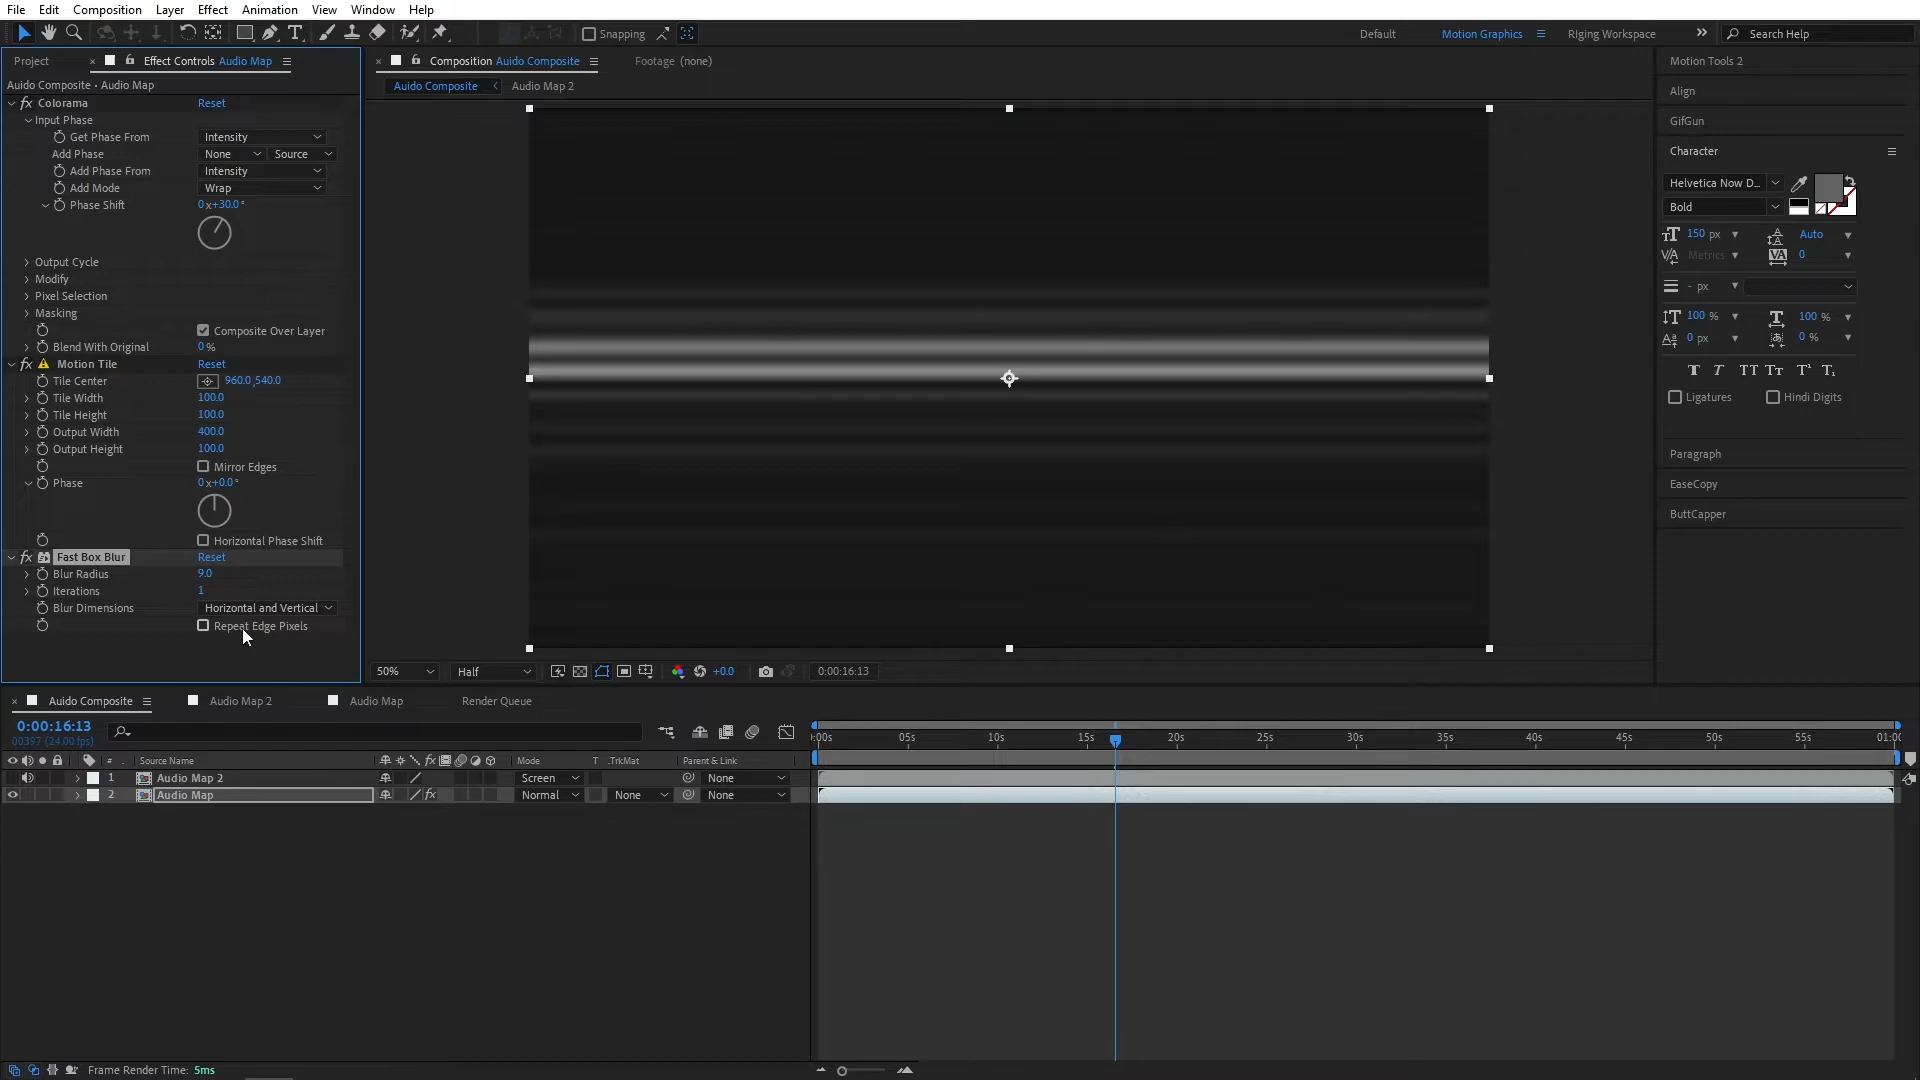 File Edit Composition Layer Effect Animation View Window Help
Snapping Default Motion Graphics Riging Workspace Search Help
Project Effect Controls Audio Map
Auido Composite • Audio Map
Colorama Reset
Input Phase
Get Phase From Intensity
Add Phase None Source
Add Phase From Intensity
Add Mode Wrap
Phase Shift 0x+30.0°
Output Cycle
Modify
Pixel Selection
Masking
Composite Over Layer
Blend With Original 0%
Motion Tile Reset
Tile Center 960.0,540.0
Tile Width 100.0
Tile Height 100.0
Output Width 400.0
Output Height 100.0
Mirror Edges
Phase 0x+0.0°
Horizontal Phase Shift
Fast Box Blur Reset
Blur Radius 9.0
Iterations 1
Blur Dimensions Horizontal and Vertical
Repeat Edge Pixels
Composition Auido Composite Footage (none)
Auido Composite Audio Map 2
50% Half +0.0 0:00:16:13
Motion Tools 2
Align
GifGun
Character
Helvetica Now D...
Bold
150 px Auto
Metrics 0
- px
100 % 100 %
0 px 0 %
Ligatures Hindi Digits
Paragraph
EaseCopy
ButtCapper
Auido Composite Audio Map 2 Audio Map Render Queue
0:00:16:13
00397 (24.00 fps)
:00s 05s 10s 15s 20s 25s 30s 35s 40s 45s 50s 55s 01:00
# Source Name Mode T .TrkMat Parent & Link
1 Audio Map 2 Screen None
2 Audio Map Normal None None
Frame Render Time: 5ms